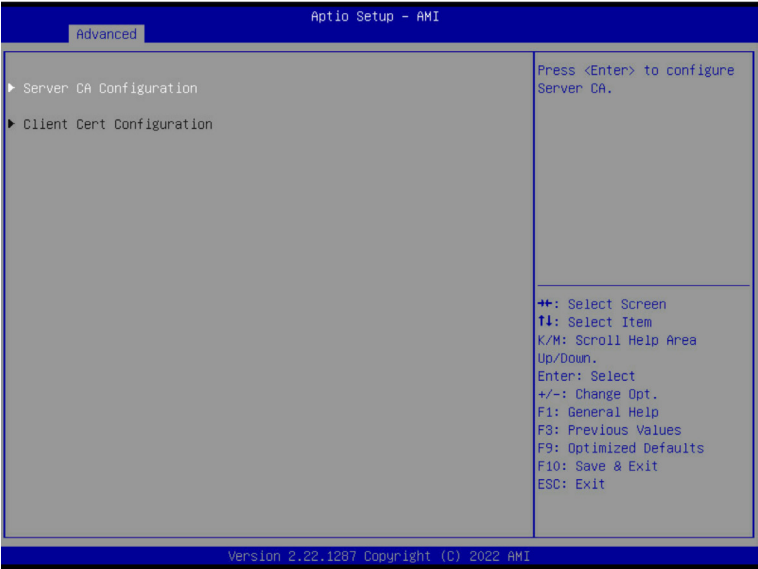 Aptio Setup – AMI
Advanced
▶ Server CA Configuration
▶ Client Cert Configuration
Press <Enter> to configure
Server CA.
→←: Select Screen
↑↓: Select Item
K/M: Scroll Help Area
Up/Down.
Enter: Select
+/-: Change Opt.
F1: General Help
F3: Previous Values
F9: Optimized Defaults
F10: Save & Exit
ESC: Exit
Version 2.22.1287 Copyright (C) 2022 AMI